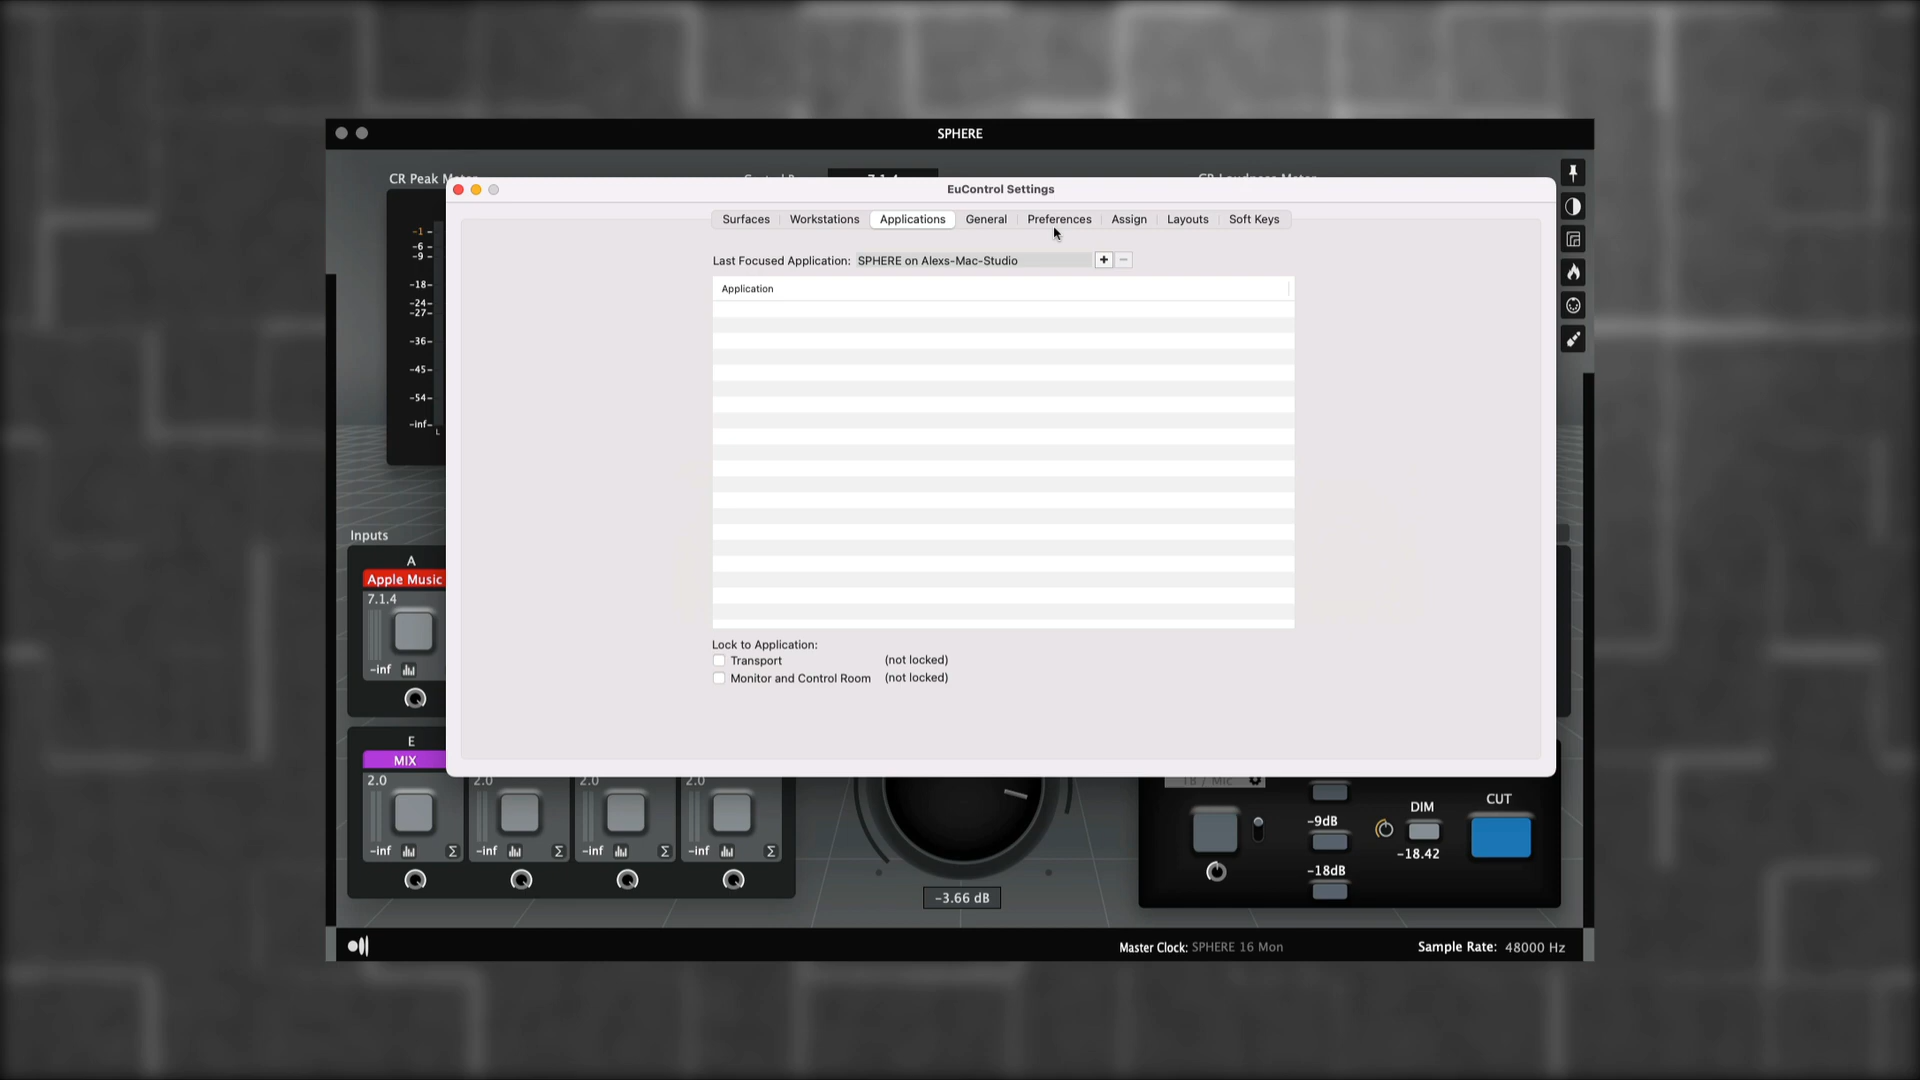 SPHERE
CR Peak
EuControl Settings
Surfaces
Workstations
Applications
General
Preferences
Assign
Layouts
Soft Keys
Last Focused Application:
SPHERE on Alexs-Mac-Studio
+
−
Application
-1
-6
-9
-18
-24
-27
-36
-45
-54
-inf
L
Lock to Application:
Transport
(not locked)
Monitor and Control Room
(not locked)
Inputs
A
Apple Music
7.1.4
-inf
E
MIX
2.0
2.0
2.0
2.0
-inf
Σ
-inf
Σ
-inf
Σ
-inf
Σ
-3.66 dB
-9dB
-18dB
DIM
-18.42
CUT
Master Clock: SPHERE 16 Mon
Sample Rate: 48000 Hz